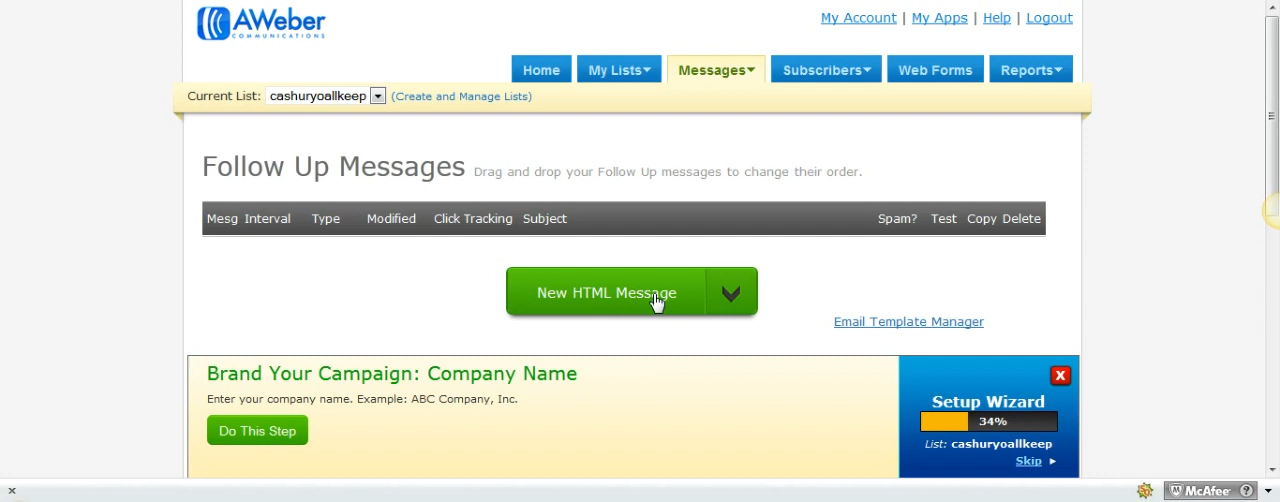 AWeber
COMMUNICATIONS
My Account | My Apps | Help | Logout
Home My Lists Messages Subscribers Web Forms Reports
Current List: cashuryoallkeep (Create and Manage Lists)
Follow Up Messages Drag and drop your Follow Up messages to change their order.
Mesg Interval Type Modified Click Tracking Subject Spam? Test Copy Delete
New HTML Message
Email Template Manager
Brand Your Campaign: Company Name
Enter your company name. Example: ABC Company, Inc.
Do This Step
X
Setup Wizard
34%
List: cashuryoallkeep
Skip
McAfee